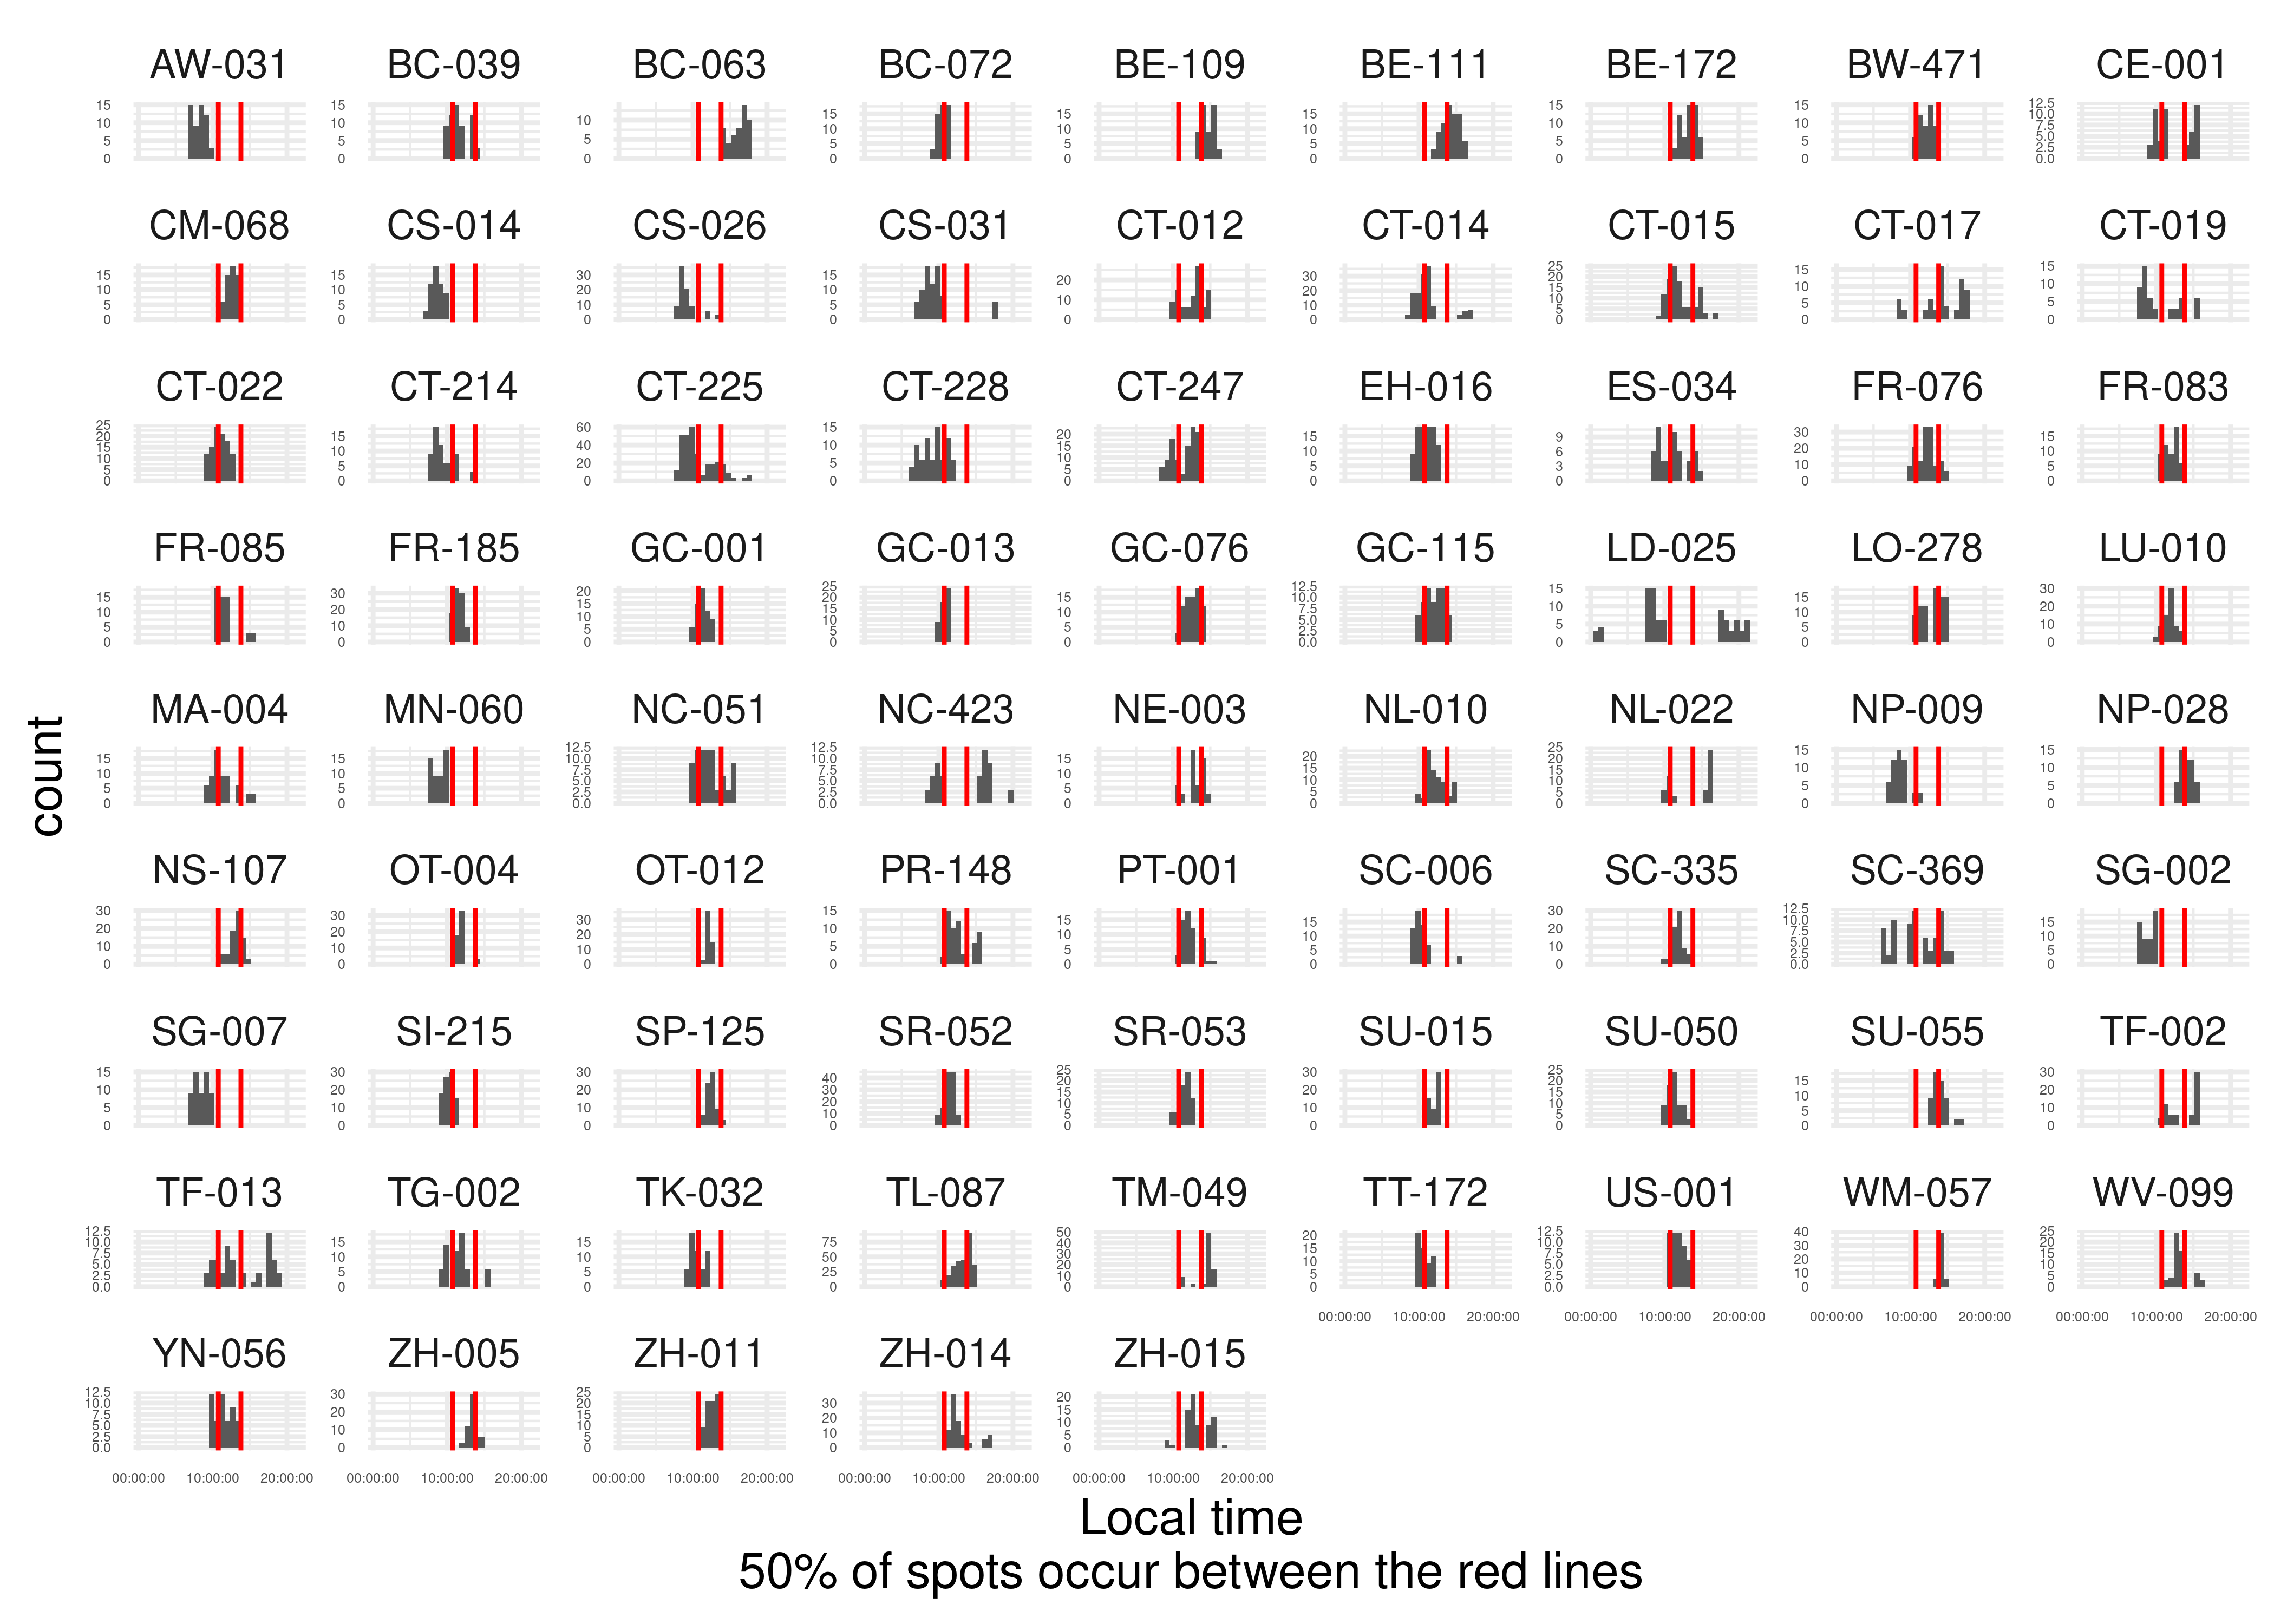 AW-031 BC-039 BC-063 BC-072 BE-109 BE-111 BE-172 BW-471 CE-001
15 10 5 0 15 10 5 0 10 5 0 15 10 5 0 15 10 5 0 15 10 5 0 15 10 5 0 15 10 5 0 12.5 10.0 7.5 5.0 2.5 0.0
CM-068 CS-014 CS-026 CS-031 CT-012 CT-014 CT-015 CT-017 CT-019
15 10 5 0 15 10 5 0 30 20 10 0 15 10 5 0 20 10 0 30 20 10 0 25 20 15 10 5 0 15 10 5 0 15 10 5 0
CT-022 CT-214 CT-225 CT-228 CT-247 EH-016 ES-034 FR-076 FR-083
25 20 15 10 5 0 15 10 5 0 60 40 20 0 15 10 5 0 20 15 10 5 0 15 10 5 0 9 6 3 0 30 20 10 0 15 10 5 0
FR-085 FR-185 GC-001 GC-013 GC-076 GC-115 LD-025 LO-278 LU-010
15 10 5 0 30 20 10 0 20 15 10 5 0 25 20 15 10 5 0 15 10 5 0 12.5 10.0 7.5 5.0 2.5 0.0 15 10 5 0 15 10 5 0 30 20 10 0
MA-004 MN-060 NC-051 NC-423 NE-003 NL-010 NL-022 NP-009 NP-028
15 10 5 0 15 10 5 0 12.5 10.0 7.5 5.0 2.5 0.0 12.5 10.0 7.5 5.0 2.5 0.0 15 10 5 0 20 15 10 5 0 25 20 15 10 5 0 15 10 5 0 15 10 5 0
count
NS-107 OT-004 OT-012 PR-148 PT-001 SC-006 SC-335 SC-369 SG-002
30 20 10 0 30 20 10 0 30 20 10 0 15 10 5 0 15 10 5 0 15 10 5 0 30 20 10 0 12.5 10.0 7.5 5.0 2.5 0.0 15 10 5 0
SG-007 SI-215 SP-125 SR-052 SR-053 SU-015 SU-050 SU-055 TF-002
15 10 5 0 30 20 10 0 30 20 10 0 40 30 20 10 0 25 20 15 10 5 0 30 20 10 0 25 20 15 10 5 0 15 10 5 0 30 20 10 0
TF-013 TG-002 TK-032 TL-087 TM-049 TT-172 US-001 WM-057 WV-099
12.5 10.0 7.5 5.0 2.5 0.0 15 10 5 0 15 10 5 0 75 50 25 0 50 40 30 20 10 0 20 15 10 5 0 12.5 10.0 7.5 5.0 2.5 0.0 40 30 20 10 0 25 20 15 10 5 0
00:00:00 10:00:00 20:00:00 00:00:00 10:00:00 20:00:00 00:00:00 10:00:00 20:00:00 00:00:00 10:00:00 20:00:00
YN-056 ZH-005 ZH-011 ZH-014 ZH-015
12.5 10.0 7.5 5.0 2.5 0.0 30 20 10 0 25 20 15 10 5 0 30 20 10 0 20 15 10 5 0
00:00:00 10:00:00 20:00:00 00:00:00 10:00:00 20:00:00 00:00:00 10:00:00 20:00:00 00:00:00 10:00:00 20:00:00 00:00:00 10:00:00 20:00:00
Local time
50% of spots occur between the red lines